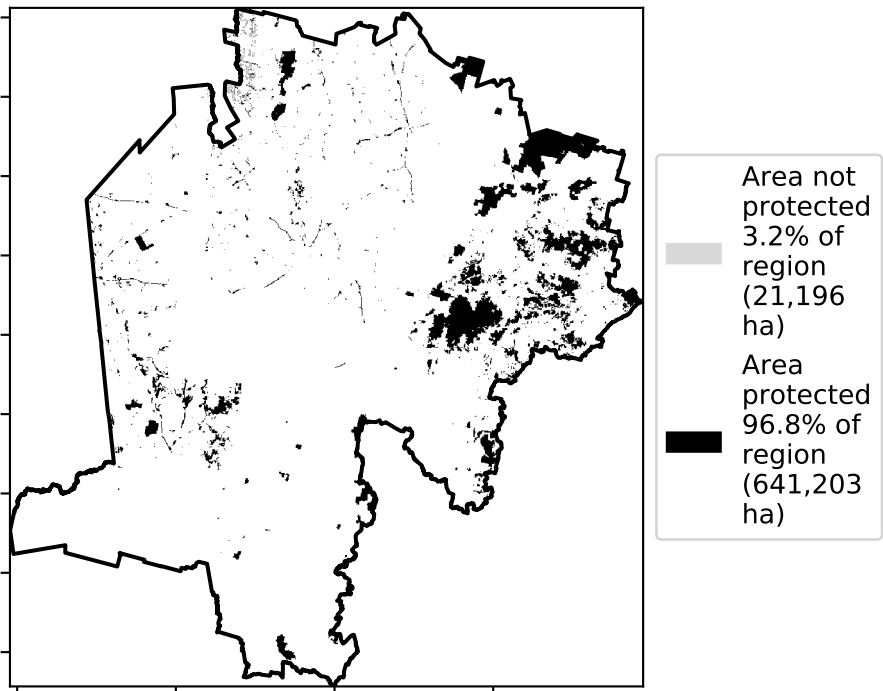 Area not
protected
3.2% of
region
(21,196
ha)
Area
protected
96.8% of
region
(641,203
ha)